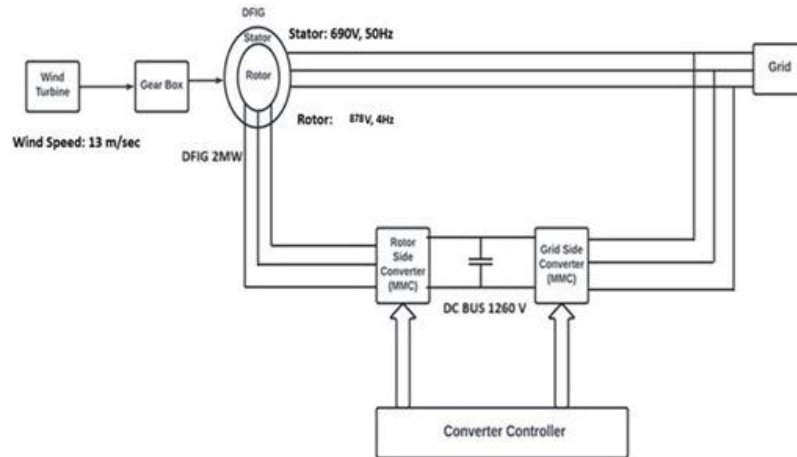 DFIG
Stator
Stator: 690V, 50Hz
Wind
Turbine
Gear Box
Rotor
Grid
Rotor: 878V, 4Hz
Wind Speed: 13 m/sec
DFIG 2MW
Rotor
Side
Converter
(MMC)
Grid Side
Converter
(MMC)
DC BUS 1260 V
Converter Controller